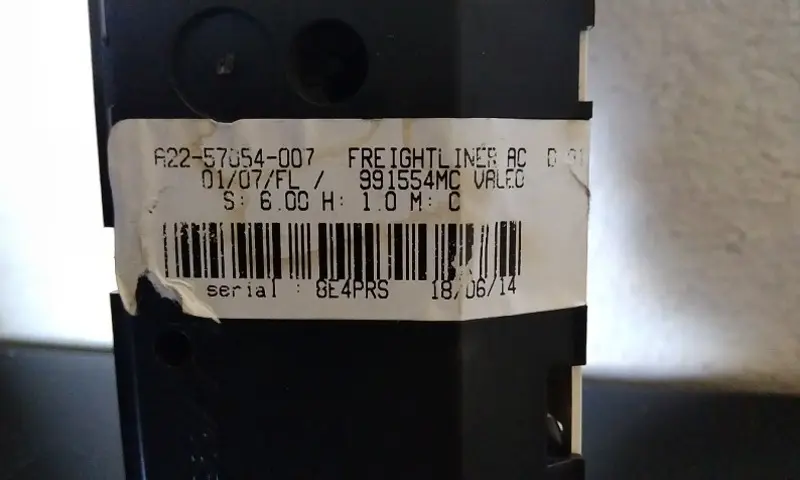 A22-57054-007 FREIGHTLINER AC D
01/07/FL / 991554MC VALEO
S: 6.00 H: 1.0 M: C
serial : 8E4PRS 18/06/14